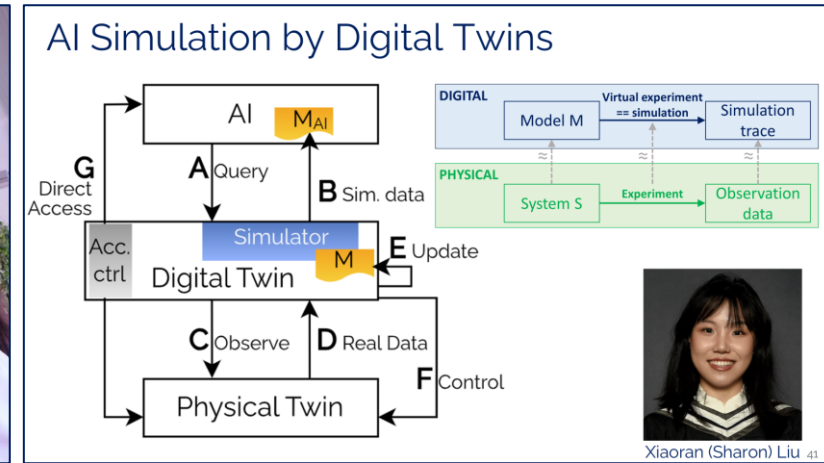 AI Simulation by Digital Twins
AI
M_AI
G
Direct
Access
A Query
B Sim. data
Acc.
ctrl
Simulator
M
Digital Twin
E Update
C Observe
D Real Data
F Control
Physical Twin
DIGITAL
Model M
Virtual experiment
== simulation
Simulation
trace
≈
≈
≈
PHYSICAL
System S
Experiment
Observation
data
Xiaoran (Sharon) Liu
41